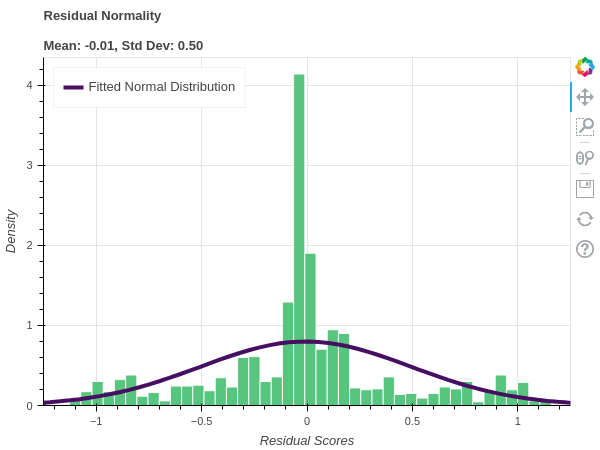 Residual Normality
Mean: -0.01, Std Dev: 0.50
Fitted Normal Distribution
4
3
2
1
0
Density
−1
−0.5
0
0.5
1
Residual Scores